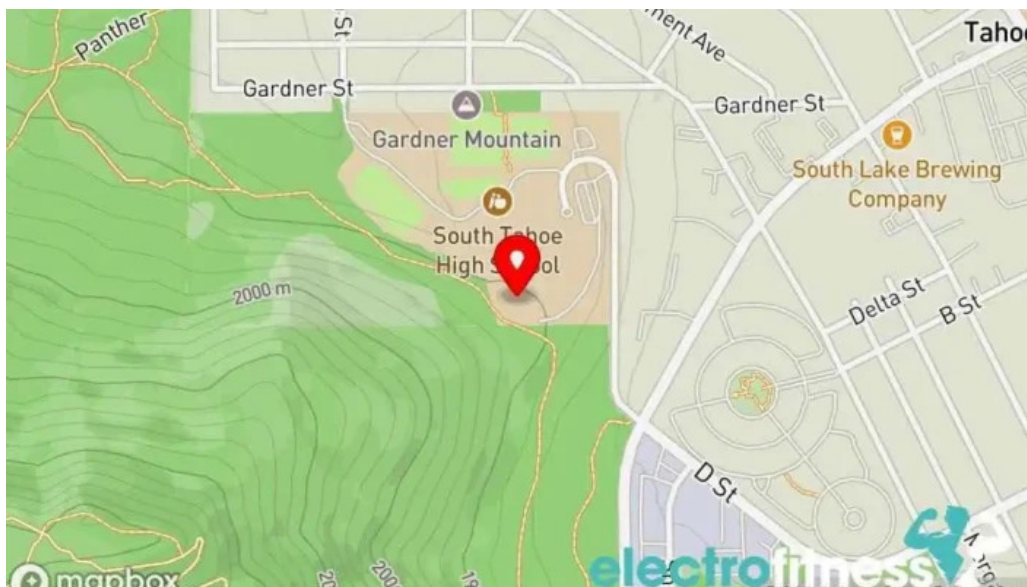 St
ment Ave
Tahoe
Panther
Gardner St
Gardner St
Gardner Mountain
South Lake Brewing
Company
South Tahoe
High School
2000 m
Delta St
B St
D St
electrofitness
mapbox